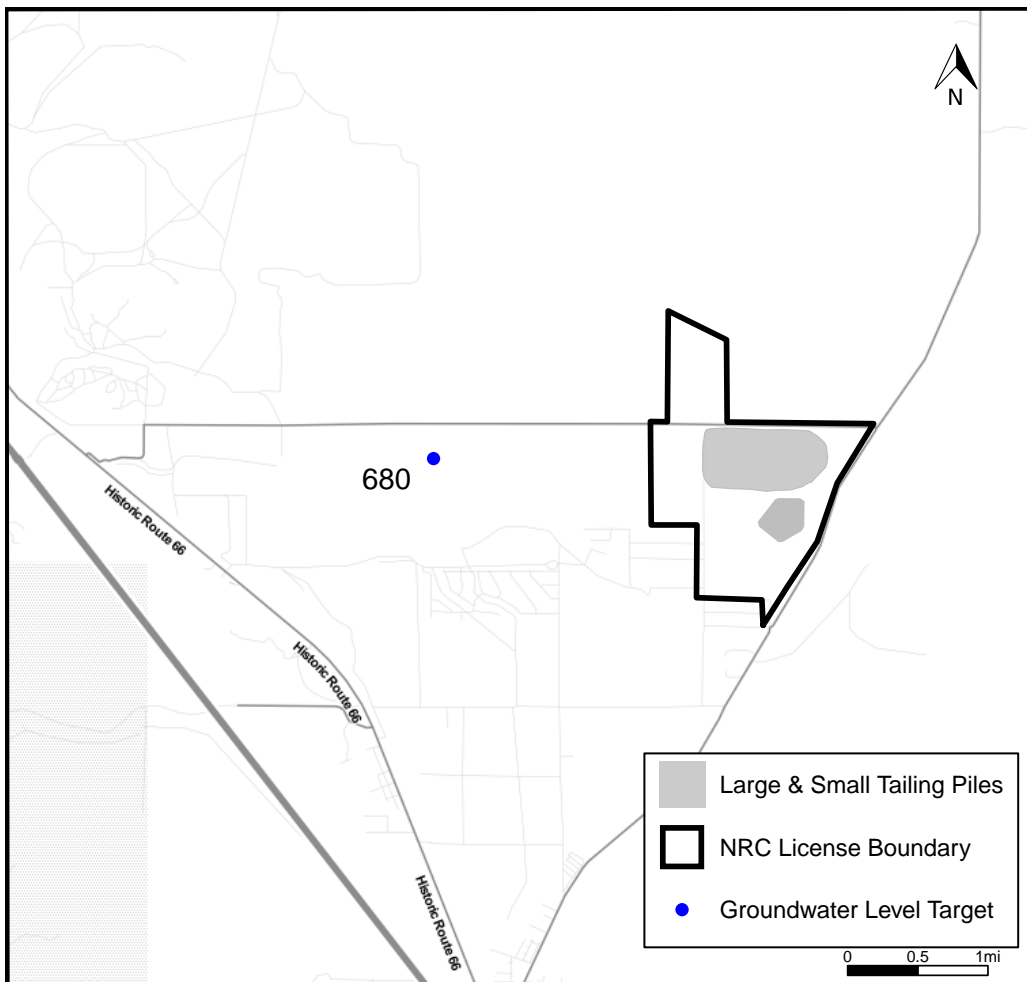 N
680
Historic Route 66
Historic Route 66
Historic Route 66
Large & Small Tailing Piles
NRC License Boundary
Groundwater Level Target
0 0.5 1mi